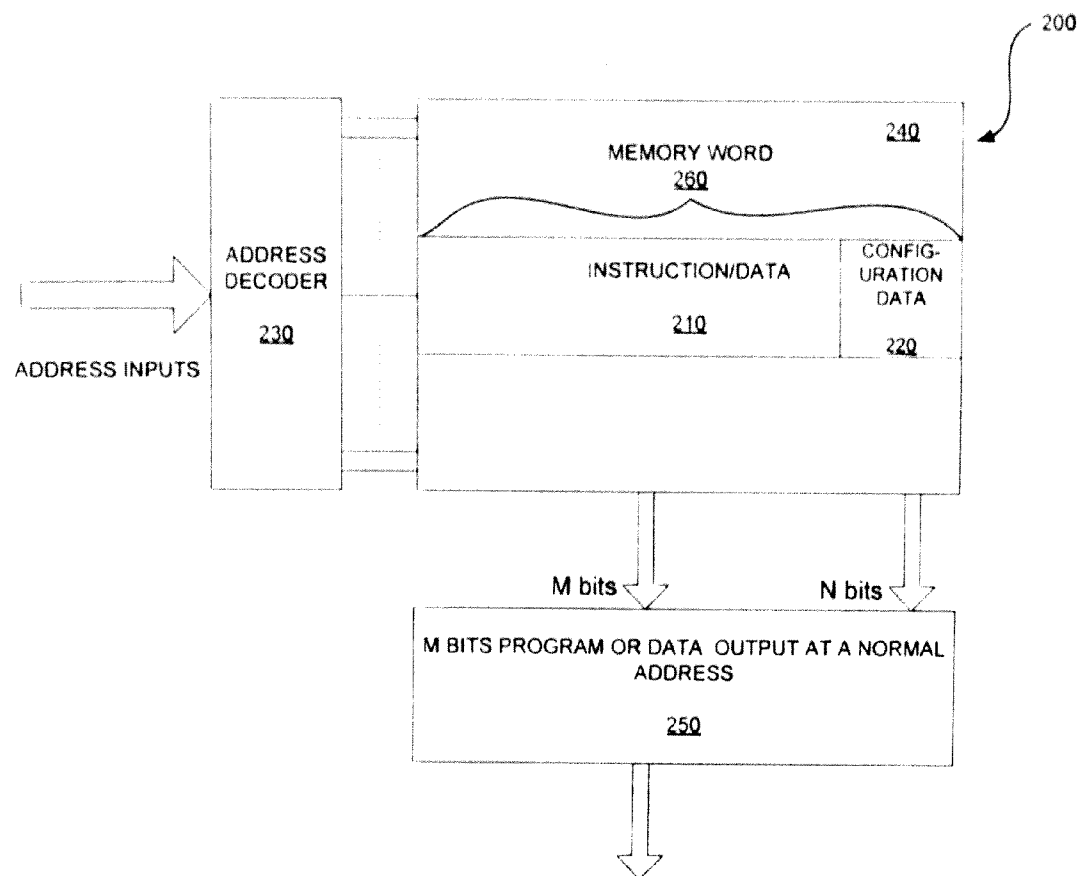 200
240
MEMORY WORD
260
ADDRESS
DECODER
230
ADDRESS INPUTS
INSTRUCTION/DATA
210
CONFIG-
URATION
DATA
220
M bits
N bits
M BITS PROGRAM OR DATA OUTPUT AT A NORMAL
ADDRESS
250